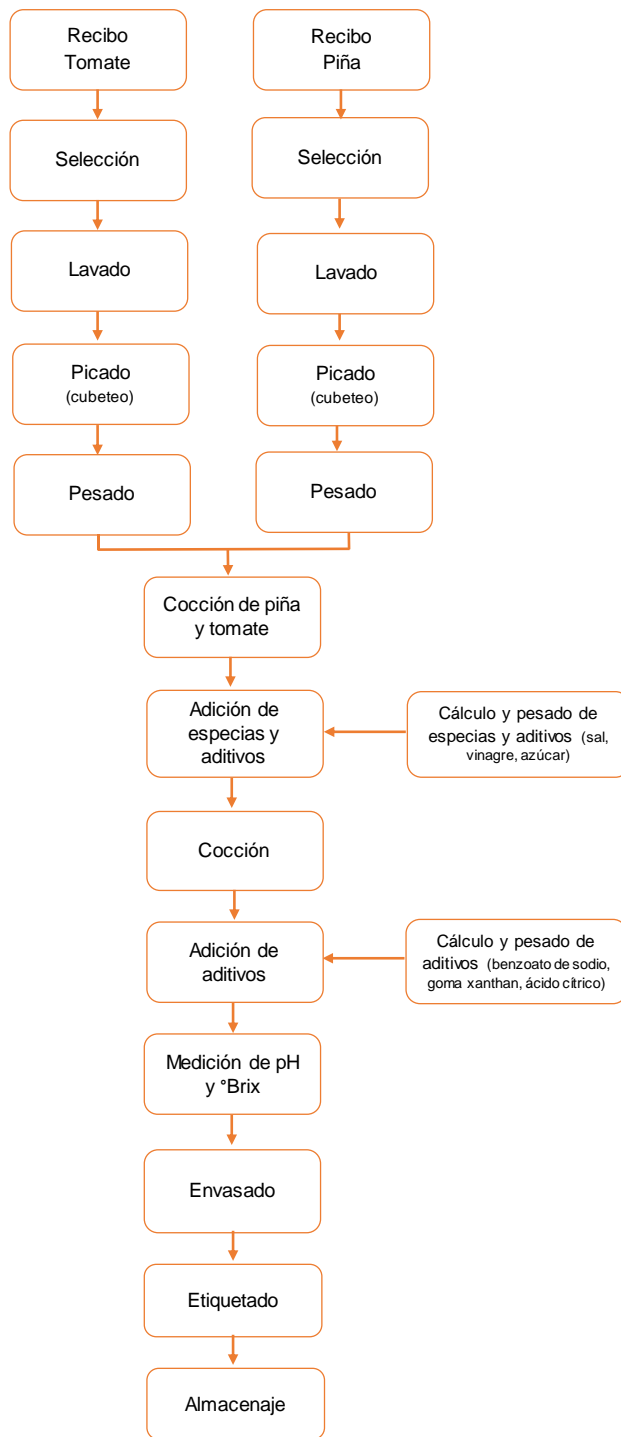 Recibo
Tomate
Recibo
Piña
Selección
Selección
Lavado
Lavado
Picado
(cubeteo)
Picado
(cubeteo)
Pesado
Pesado
Cocción de piña
y tomate
Adición de
especias y
aditivos
Cálculo y pesado de
especias y aditivos (sal,
vinagre, azúcar)
Cocción
Adición de
aditivos
Cálculo y pesado de
aditivos (benzoato de sodio,
goma xanthan, ácido cítrico)
Medición de pH
y °Brix
Envasado
Etiquetado
Almacenaje